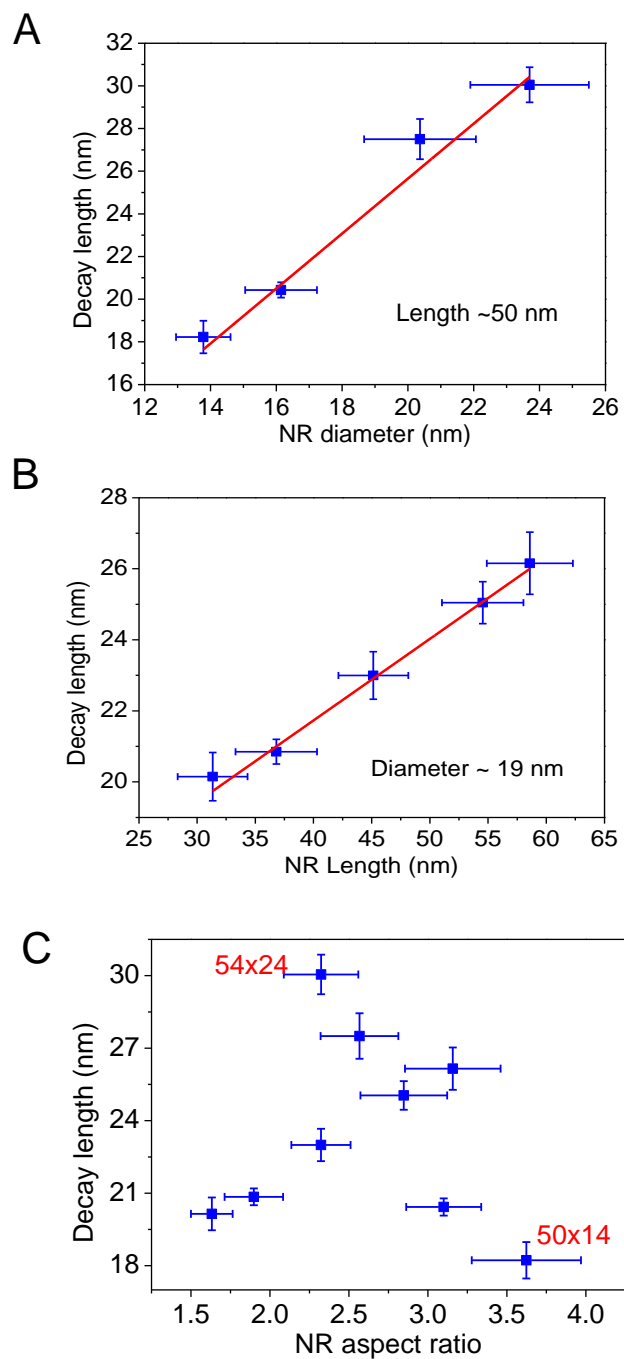 A
32
30
28
26
24
22
20
18
16
Decay length (nm)
Length ~50 nm
12 14 16 18 20 22 24 26
NR diameter (nm)
B
28
26
24
22
20
Decay length (nm)
Diameter ~ 19 nm
25 30 35 40 45 50 55 60 65
NR Length (nm)
C
54x24
30
27
24
21
18
Decay length (nm)
50x14
1.5 2.0 2.5 3.0 3.5 4.0
NR aspect ratio